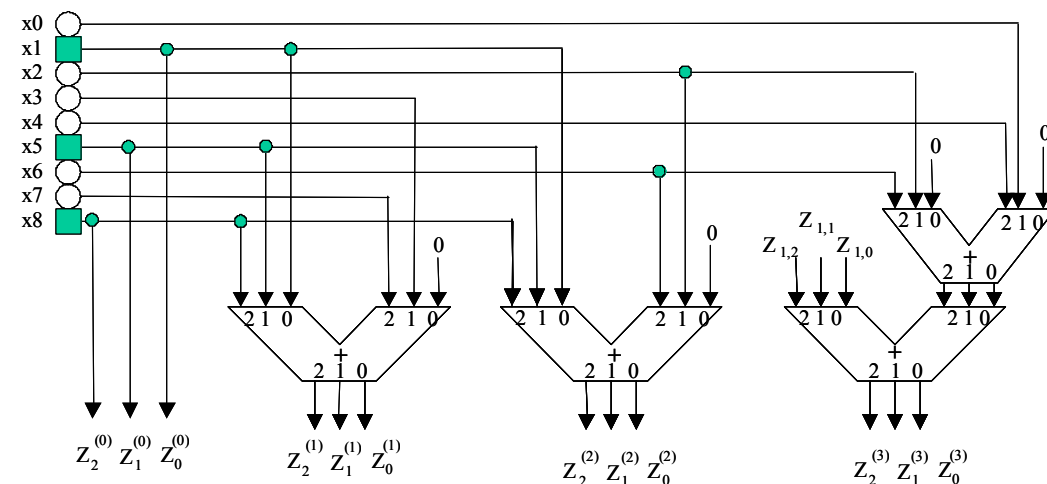 x0
x1
x2
x3
x4
x5
x6
x7
x8
0
0
0
0
2 1 0
2 1 0
+
2 1 0
Z1,2 Z1,1 Z1,0
2 1 0
2 1 0
+
2 1 0
2 1 0
2 1 0
+
2 1 0
2 1 0
2 1 0
+
2 1 0
Z2(0) Z1(0) Z0(0)
Z2(1) Z1(1) Z0(1)
Z2(2) Z1(2) Z0(2)
Z2(3) Z1(3) Z0(3)